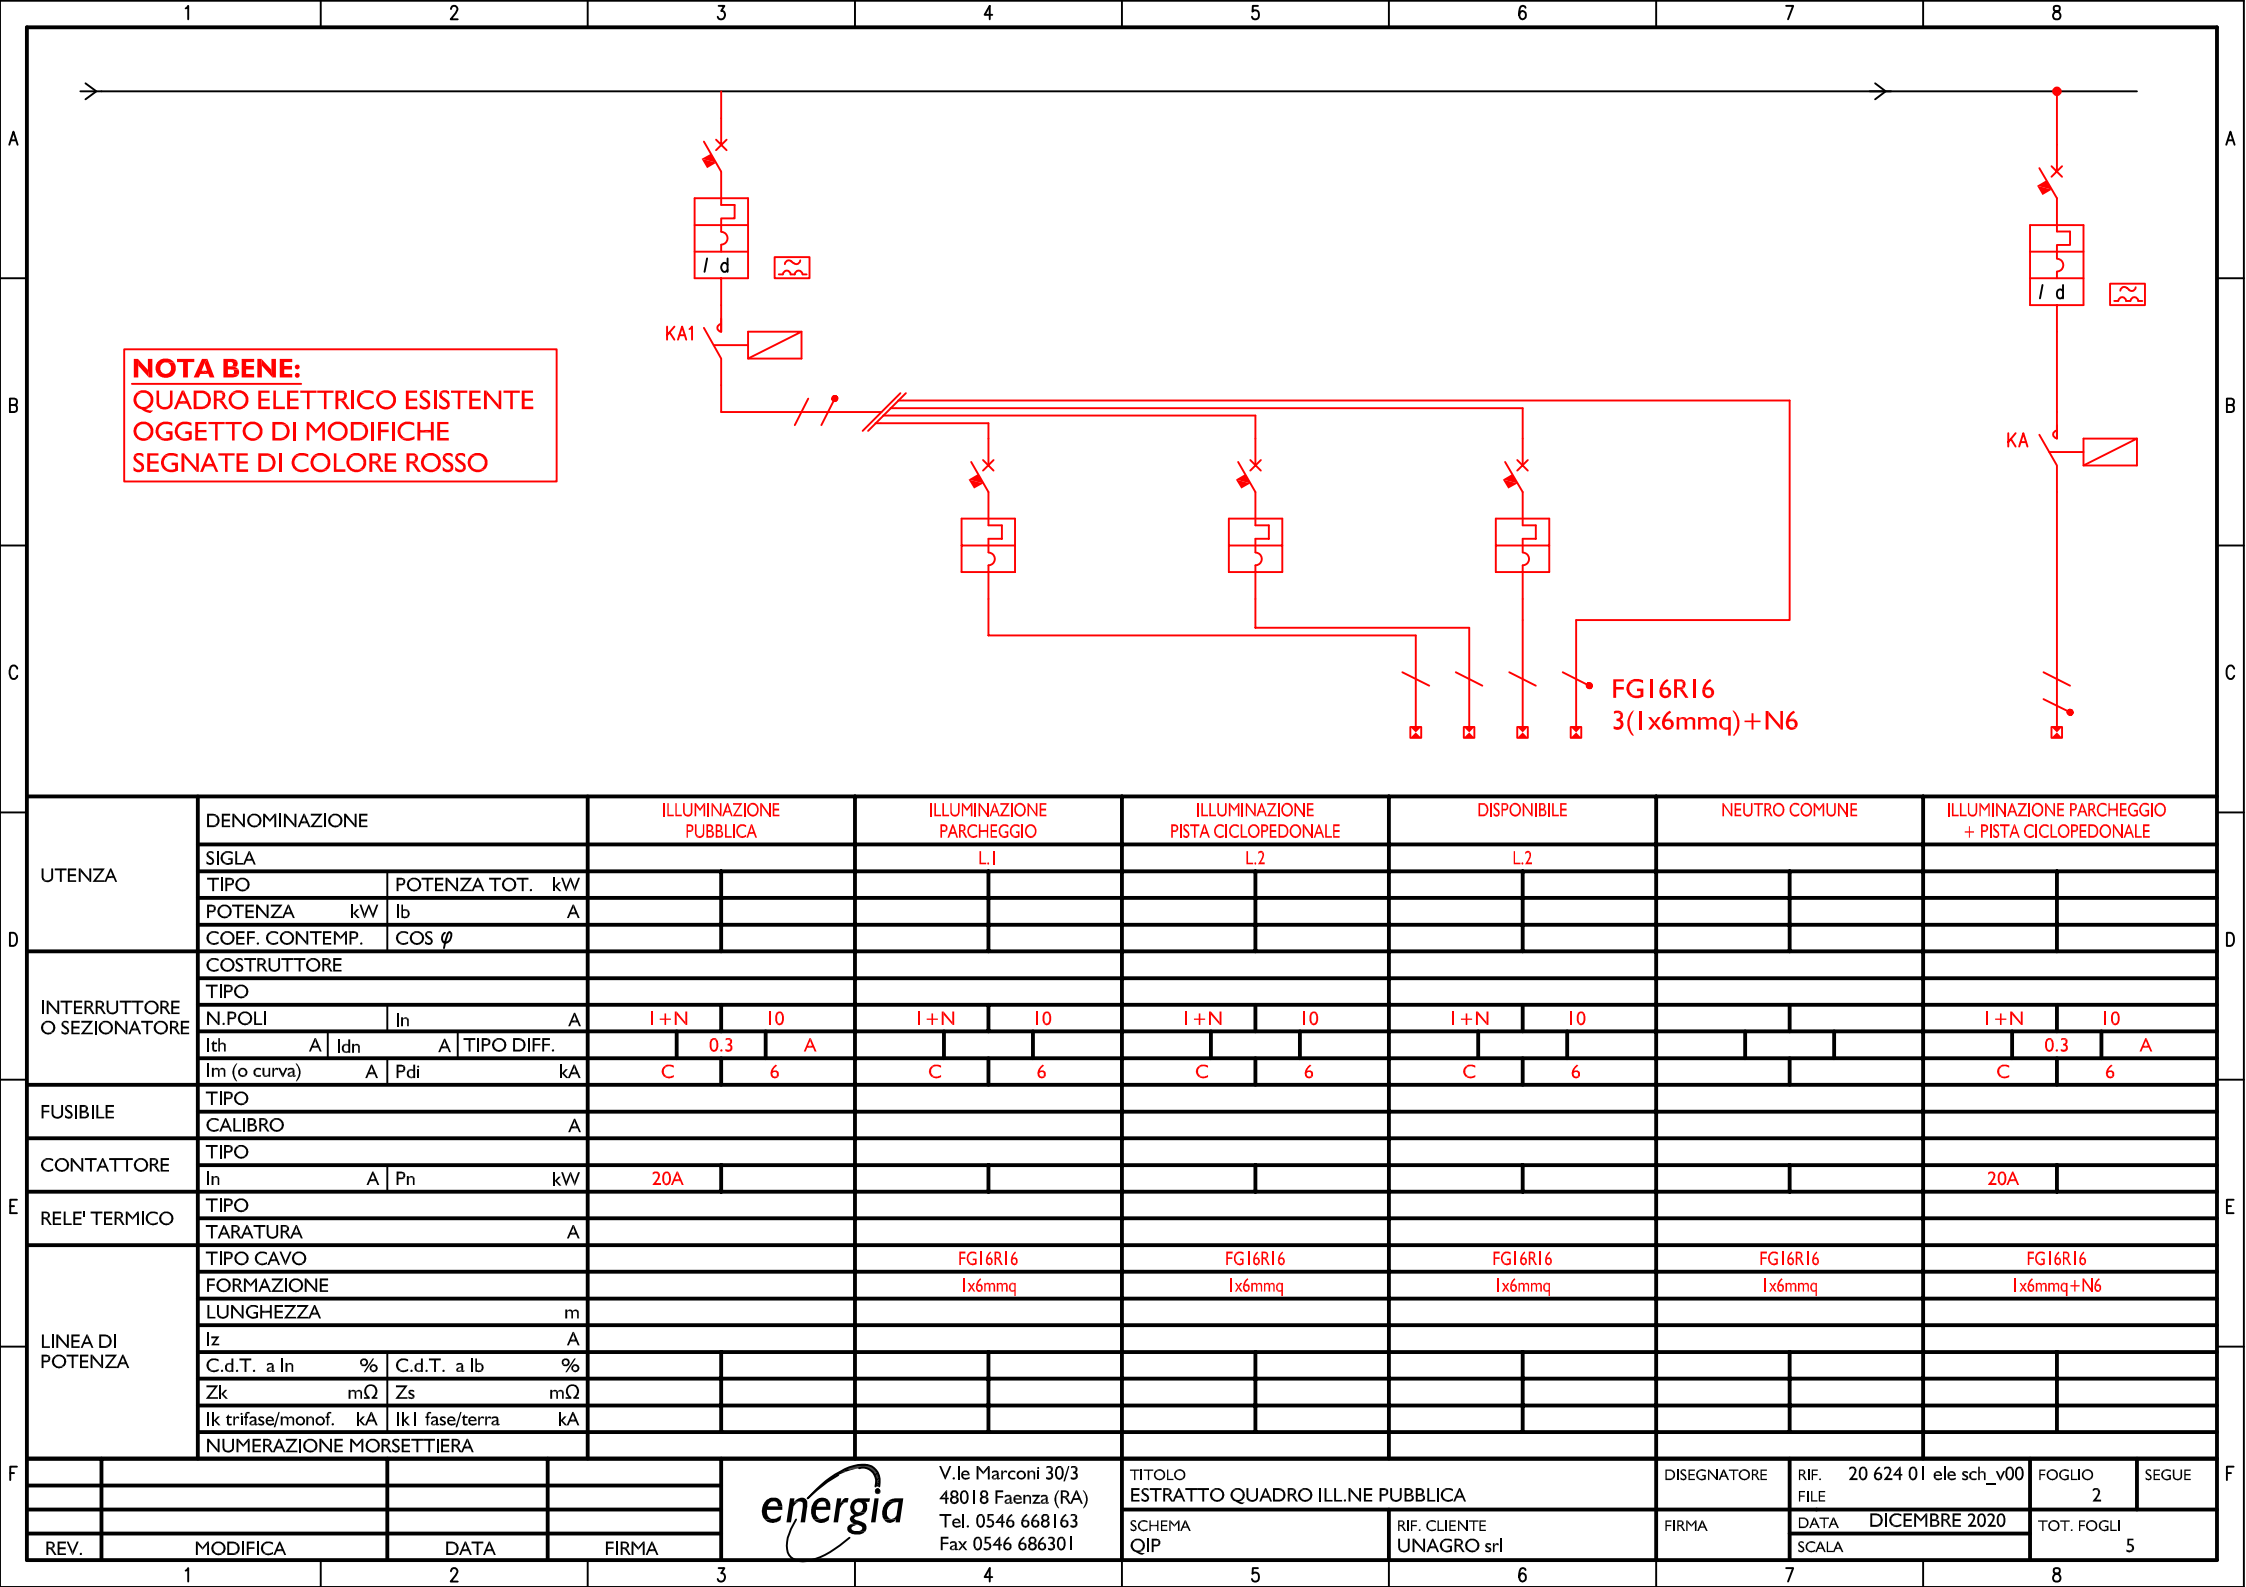 1 2 3 4 5 6 7 8
A A
I d
I d
KA1
NOTA BENE:
QUADRO ELETTRICO ESISTENTE
OGGETTO DI MODIFICHE
SEGNATE DI COLORE ROSSO
B B
KA
C C
FG16R16
3(1x6mmq)+N6
UTENZA
DENOMINAZIONE
ILLUMINAZIONE
PUBBLICA
ILLUMINAZIONE
PARCHEGGIO
ILLUMINAZIONE
PISTA CICLOPEDONALE
DISPONIBILE
NEUTRO COMUNE
ILLUMINAZIONE PARCHEGGIO
+ PISTA CICLOPEDONALE
SIGLA L.1 L.2 L.2
TIPO POTENZA TOT. kW
POTENZA kW Ib A
COEF. CONTEMP. COS φ
D D
INTERRUTTORE
O SEZIONATORE
COSTRUTTORE
TIPO
N.POLI In A 1+N 10 1+N 10 1+N 10 1+N 10 1+N 10
Ith A Idn A TIPO DIFF. 0.3 A 0.3 A
Im (o curva) A Pdi kA C 6 C 6 C 6 C 6 C 6
FUSIBILE
TIPO
CALIBRO A
CONTATTORE
TIPO
In A Pn kW 20A 20A
E E
RELE' TERMICO
TIPO
TARATURA A
LINEA DI
POTENZA
TIPO CAVO FG16R16 FG16R16 FG16R16 FG16R16 FG16R16
FORMAZIONE 1x6mmq 1x6mmq 1x6mmq 1x6mmq 1x6mmq+N6
LUNGHEZZA m
Iz A
C.d.T. a In % C.d.T. a Ib %
Zk mΩ Zs mΩ
Ik trifase/monof. kA Ik1 fase/terra kA
NUMERAZIONE MORSETTIERA
F F
REV. MODIFICA DATA FIRMA
energia
V.le Marconi 30/3
48018 Faenza (RA)
Tel. 0546 668163
Fax 0546 686301
TITOLO
ESTRATTO QUADRO ILL.NE PUBBLICA
SCHEMA
QIP
RIF. CLIENTE
UNAGRO srl
DISEGNATORE
FIRMA
RIF. 20 624 01 ele sch_v00
FILE
DATA DICEMBRE 2020
SCALA
FOGLIO
2
SEGUE
TOT. FOGLI
5
1 2 3 4 5 6 7 8